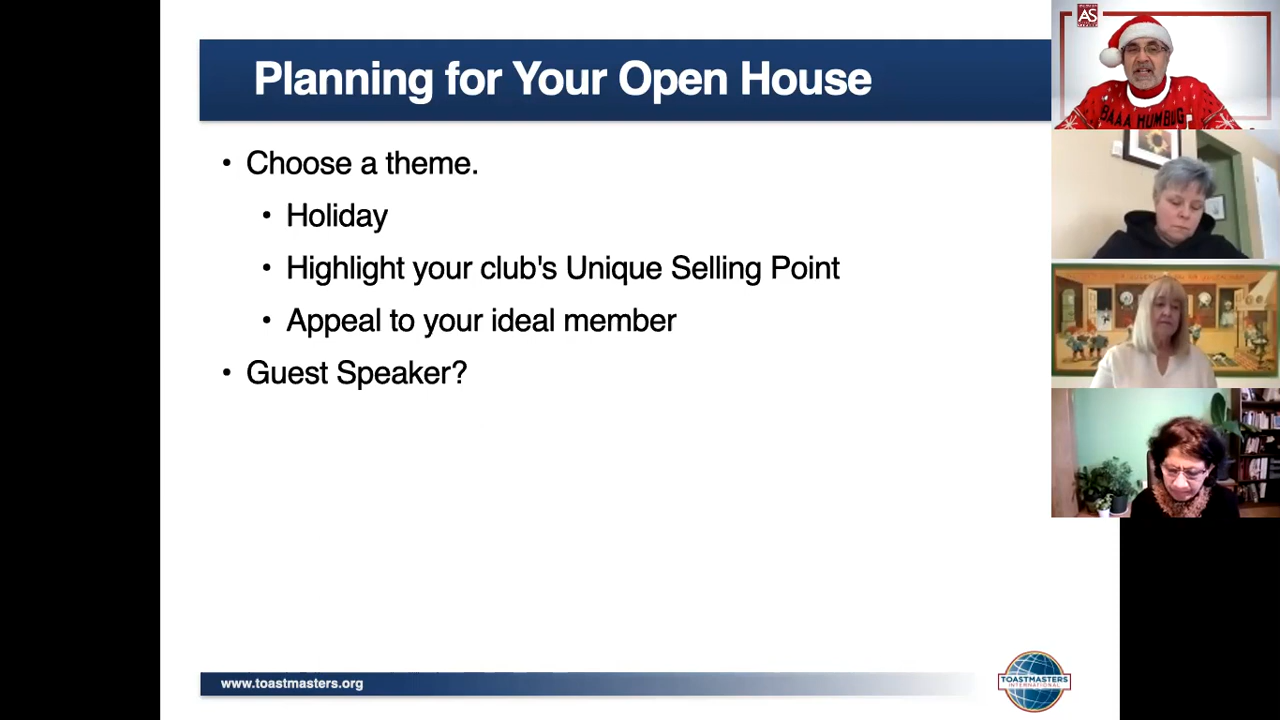 Planning for Your Open House
• Choose a theme.
• Holiday
• Highlight your club's Unique Selling Point
• Appeal to your ideal member
• Guest Speaker?
www.toastmasters.org
TOASTMASTERS
INTERNATIONAL
AS
BAAA HUMBUG